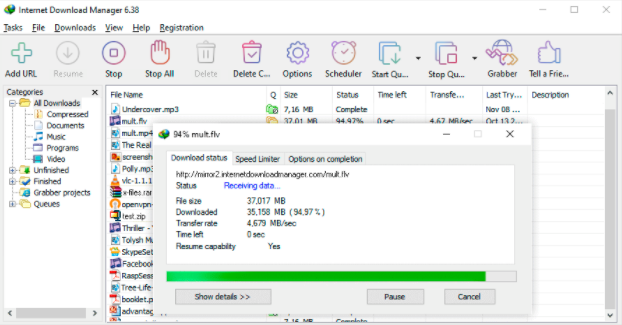 Internet Download Manager 6.38
Tasks File Downloads View Help Registration
Add URL Resume Stop Stop All Delete Delete C... Options Scheduler Start Qu... Stop Qu... Grabber Tell a Frie...
Categories
All Downloads
Compressed
Documents
Music
Programs
Video
Unfinished
Finished
Grabber projects
Queues
File Name Q Size Status Time left Transfe... Last Try... Description
Undercover.mp3 7,16 MB Complete Nov 08 ...
mult.flv 37,01 MB 94,97% 0 sec 4,67 MB/sec Oct 13 2...
mult.mp4
The Real
screensh
Polly.mp3
vlc-1.1.1
x-files.rar
openvpn-
test.zip
Thriller -
Tolysh Mu
SkypeSet
Facebook
RaspSess
Tree-Life-
booklet.p
advantag
94% mult.flv
Download status Speed Limiter Options on completion
http://mirror2.internetdownloadmanager.com/mult.flv
Status Receiving data...
File size 37,017 MB
Downloaded 35,158 MB ( 94,97 % )
Transfer rate 4,679 MB/sec
Time left 0 sec
Resume capability Yes
Show details >> Pause Cancel
7,16 MB Complete